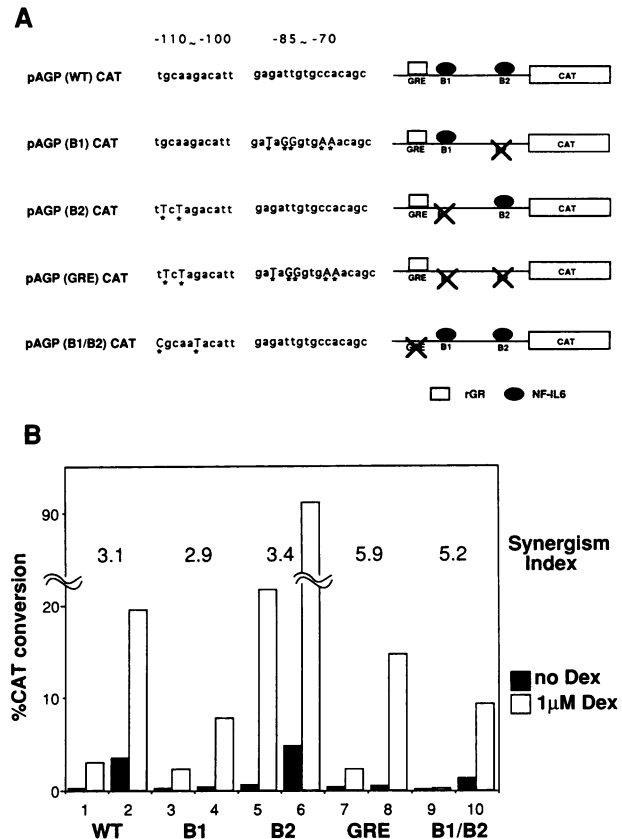 A
-110~-100 -85~-70
pAGP (WT) CAT tgcaagacatt gagattgtgccacagc GRE B1 B2 CAT
pAGP (B1) CAT tgcaagacatt gaTaGGgtgAAacagc GRE B1 CAT
* ** **
pAGP (B2) CAT tTcTagacatt gagattgtgccacagc GRE B2 CAT
* *
pAGP (GRE) CAT tTcTagacatt gaTaGGgtgAAacagc GRE CAT
* * * ** **
pAGP (B1/B2) CAT CgcaaTacatt gagattgtgccacagc B1 B2 CAT
* *
rGR NF-IL6
B
%CAT conversion
90
20
10
0
3.1 2.9 3.4 5.9 5.2
Synergism
Index
no Dex
1µM Dex
1 2 3 4 5 6 7 8 9 10
WT B1 B2 GRE B1/B2